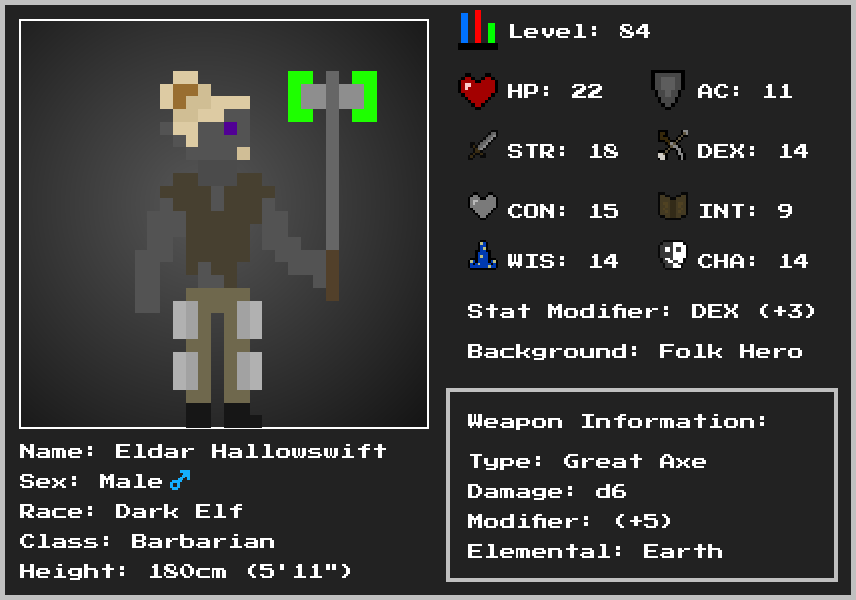 Level: 84
HP: 22
AC: 11
STR: 18
DEX: 14
CON: 15
INT: 9
WIS: 14
CHA: 14
Stat Modifier: DEX (+3)
Background: Folk Hero
Name: Eldar Hallowswift
Sex: Male♂
Race: Dark Elf
Class: Barbarian
Height: 180cm (5'11")
Weapon Information:
Type: Great Axe
Damage: d6
Modifier: (+5)
Elemental: Earth